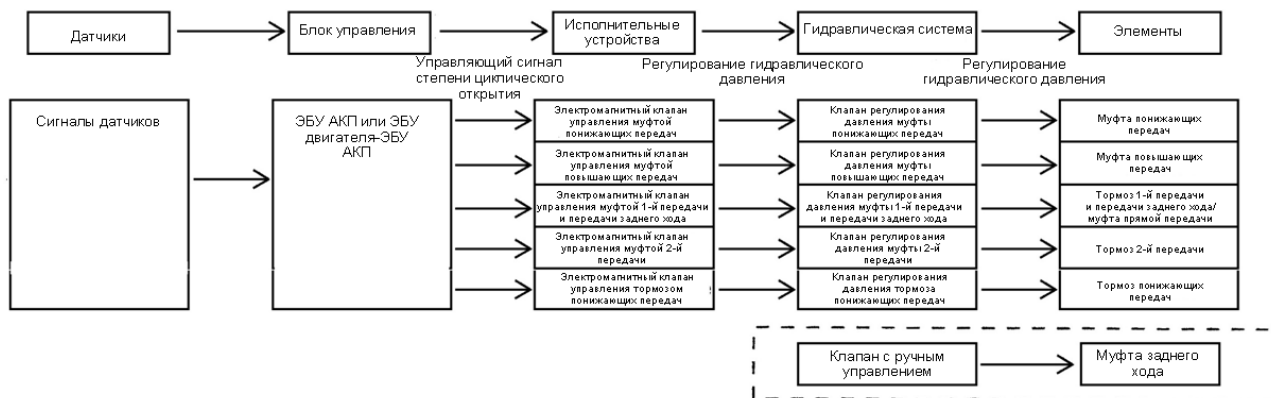 Датчики
Блок управления
Исполнительные
устройства
Гидравлическая система
Элементы
Управляющий сигнал
степени циклического
открытия
Регулирование гидравлического
давления
Регулирование
гидравлического давления
Сигналы датчиков
ЭБУ АКП или ЭБУ
двигателя-ЭБУ
АКП
Электромагнитный клапан
управления муфтой
понижающих передач
Клапан регулирования
давления муфты
понижающих передач
Муфта понижающих
передач
Электромагнитный клапан
управления муфтой
повышающих передач
Клапан регулирования
давления муфты
повышающих передач
Муфта повышающих
передач
Электромагнитный клапан
управления муфтой 1-й передачи
и передачи заднего хода
Клапан регулирования
давления муфты 1-й передачи
и передачи заднего хода
Тормоз 1-й передачи
и передачи заднего хода/
муфта прямой передачи
Электромагнитный клапан
управления муфтой 2-й
передачи
Клапан регулирования
давления муфты 2-й
передачи
Тормоз 2-й передачи
Электромагнитный клапан
управления тормозом
понижающих передач
Клапан регулирования
давления тормоза
понижающих передач
Тормоз понижающих
передач
Клапан с ручным
управлением
Муфта заднего
хода